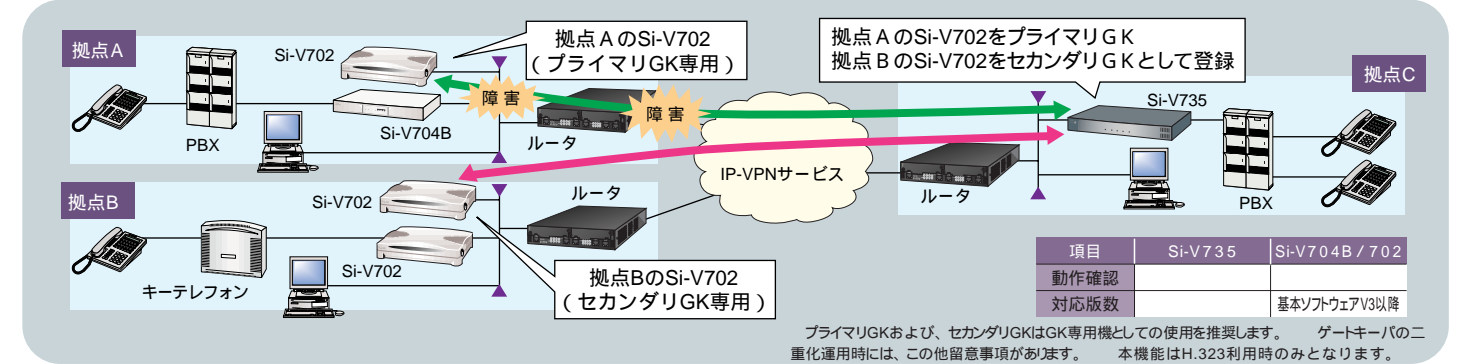 拠点A
Si-V702
拠点AのSi-V702
(プライマリGK専用)
障害
障害
PBX
Si-V704B
ルータ
拠点B
Si-V702
ルータ
キーテレフォン
Si-V702
拠点BのSi-V702
(セカンダリGK専用)
IP-VPNサービス
拠点AのSi-V702をプライマリGK
拠点BのSi-V702をセカンダリGKとして登録
拠点C
Si-V735
ルータ
PBX
項目 Si-V735 Si-V704B/702
動作確認
対応版数 基本ソフトウェアV3以降
プライマリGKおよび、セカンダリGKはGK専用機としての使用を推奨します。 ゲートキーパの二
重化運用時には、この他留意事項があります。 本機能はH.323利用時のみとなります。